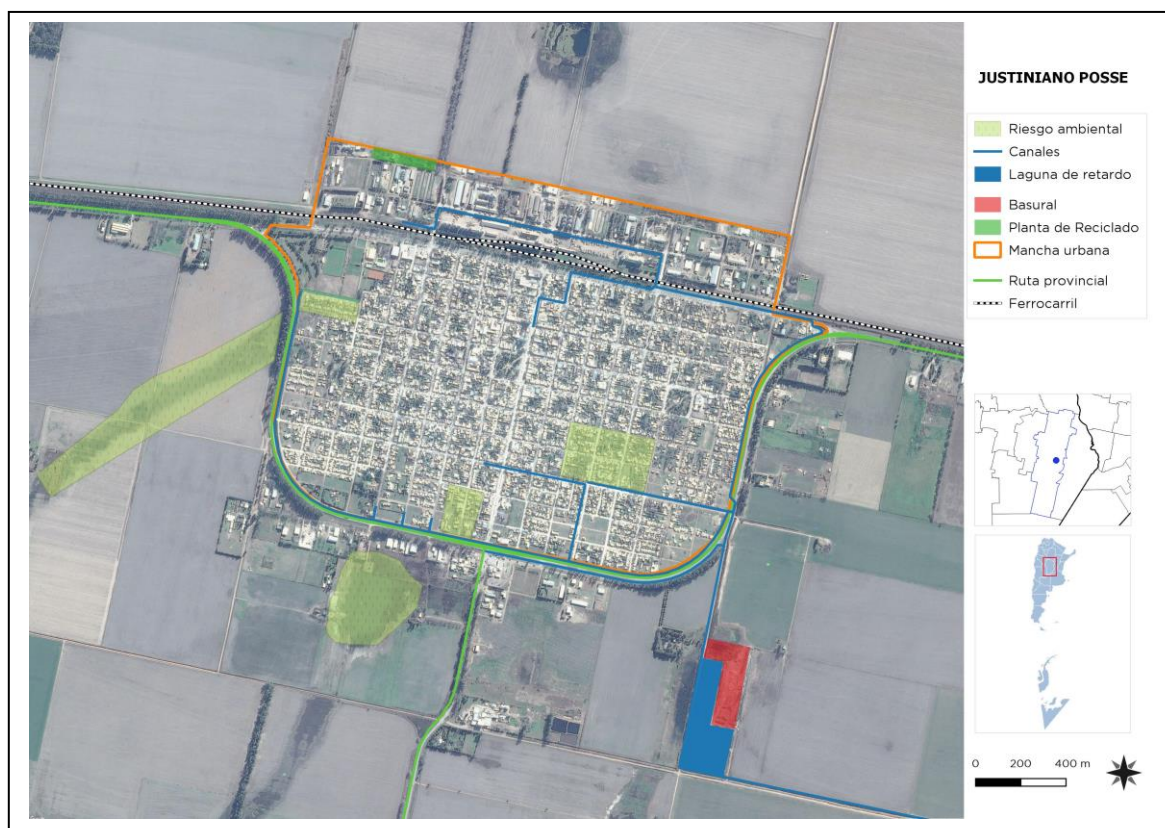 JUSTINIANO POSSE
Riesgo ambiental
Canales
Laguna de retardo
Basural
Planta de Reciclado
Mancha urbana
Ruta provincial
Ferrocarril
0 200 400 m